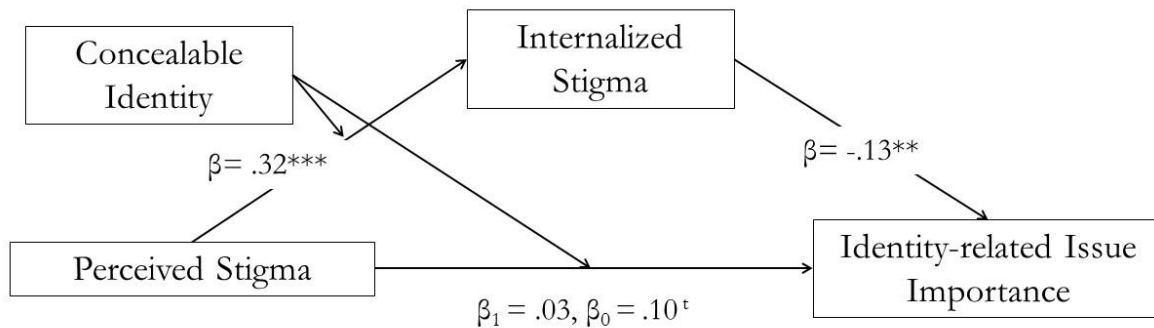 Concealable
Identity
Internalized
Stigma
β= .32***
β= -.13**
Perceived Stigma
Identity-related Issue
Importance
β₁ = .03, β₀ = .10ᵗ